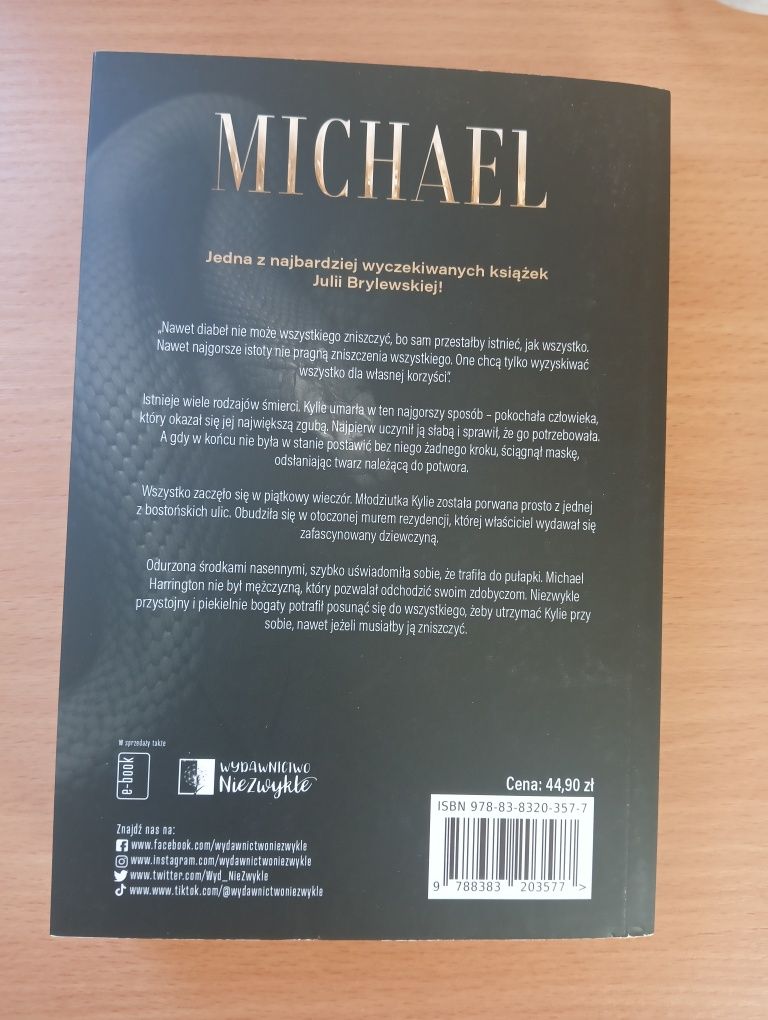 MICHAEL
Jedna z najbardziej wyczekiwanych książek
Julii Brylewskiej!
„Nawet diabeł nie może wszystkiego zniszczyć, bo sam przestałby istnieć, jak wszystko.
Nawet najgorsze istoty nie pragną zniszczenia wszystkiego. One chcą tylko wyzyskiwać
wszystko dla własnej korzyści”.
Istnieje wiele rodzajów śmierci. Kylie umarła w ten najgorszy sposób – pokochała człowieka,
który okazał się jej największą zgubą. Najpierw uczynił ją słabą i sprawił, że go potrzebowała.
A gdy w końcu nie była w stanie postawić bez niego żadnego kroku, ściągnął maskę,
odsłaniając twarz należącą do potwora.
Wszystko zaczęło się w piątkowy wieczór. Młodziutka Kylie została porwana prosto z jednej
z bostońskich ulic. Obudziła się w otoczonej murem rezydencji, której właściciel wydawał się
zafascynowany dziewczyną.
Odurzona środkami nasennymi, szybko uświadomiła sobie, że trafiła do pułapki. Michael
Harrington nie był mężczyzną, który pozwalał odchodzić swoim zdobyczom. Niezwykle
przystojny i piekielnie bogaty potrafił posunąć się do wszystkiego, żeby utrzymać Kylie przy
sobie, nawet jeżeli musiałby ją zniszczyć.
W sprzedaży także
e-book
WYDAWNICTWO
NieZwykłe
Cena: 44,90 zł
ISBN 978-83-8320-357-7
9 788383 203577 >
Znajdź nas na:
www.facebook.com/wydawnictwoniezwykle
www.instagram.com/wydawnictwoniezwykle
www.twitter.com/Wyd_NieZwykle
www.www.tiktok.com/@wydawnictwoniezwykle